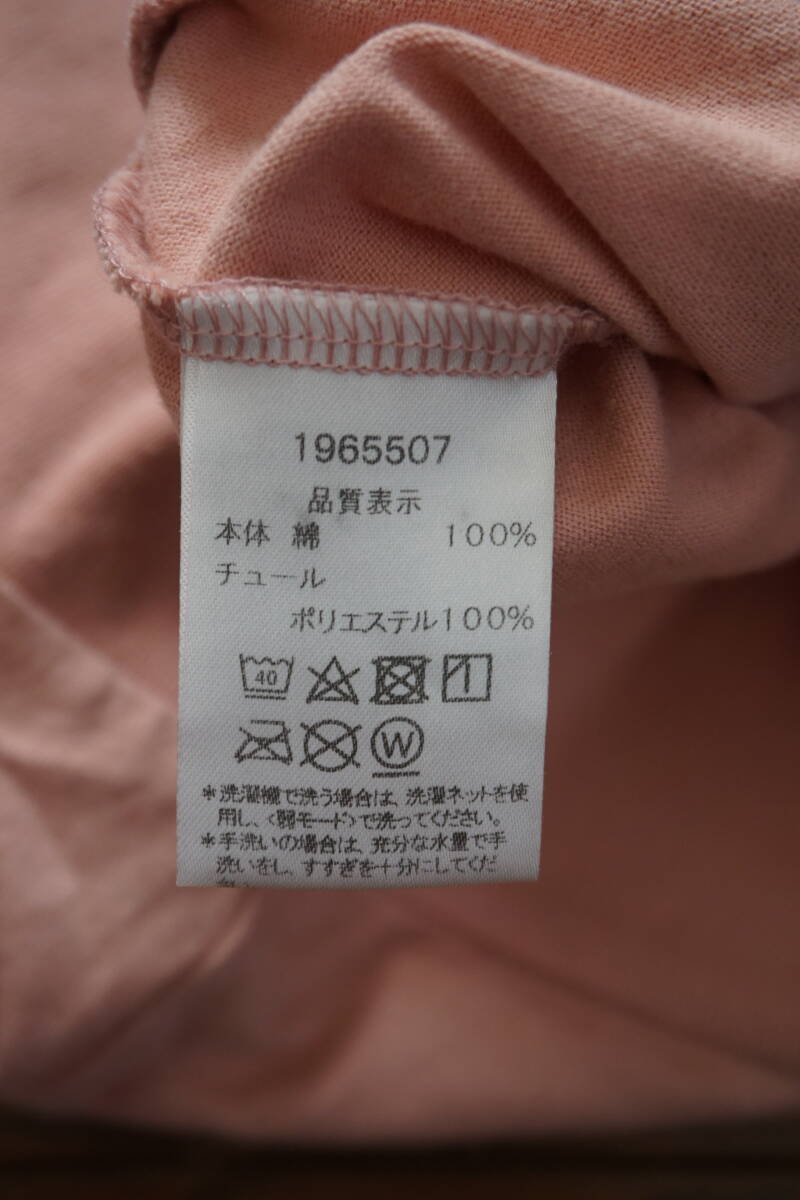 1965507
品質表示
本体 綿 100%
チュール
ポリエステル100%
40
W
*洗濯機で洗う場合は、洗濯ネットを使
用し、<弱モード>で洗ってください。
*手洗いの場合は、充分な水量で手
洗いをし、すすぎを十分にしてくだ